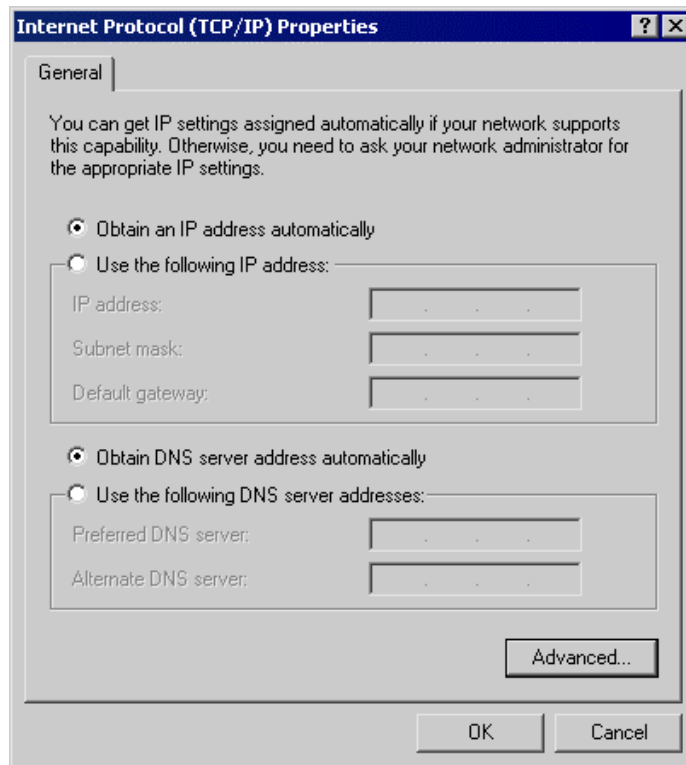 Internet Protocol (TCP/IP) Properties
General
You can get IP settings assigned automatically if your network supports
this capability. Otherwise, you need to ask your network administrator for
the appropriate IP settings.
Obtain an IP address automatically
Use the following IP address:
IP address:
Subnet mask:
Default gateway:
Obtain DNS server address automatically
Use the following DNS server addresses:
Preferred DNS server:
Alternate DNS server:
Advanced...
OK
Cancel